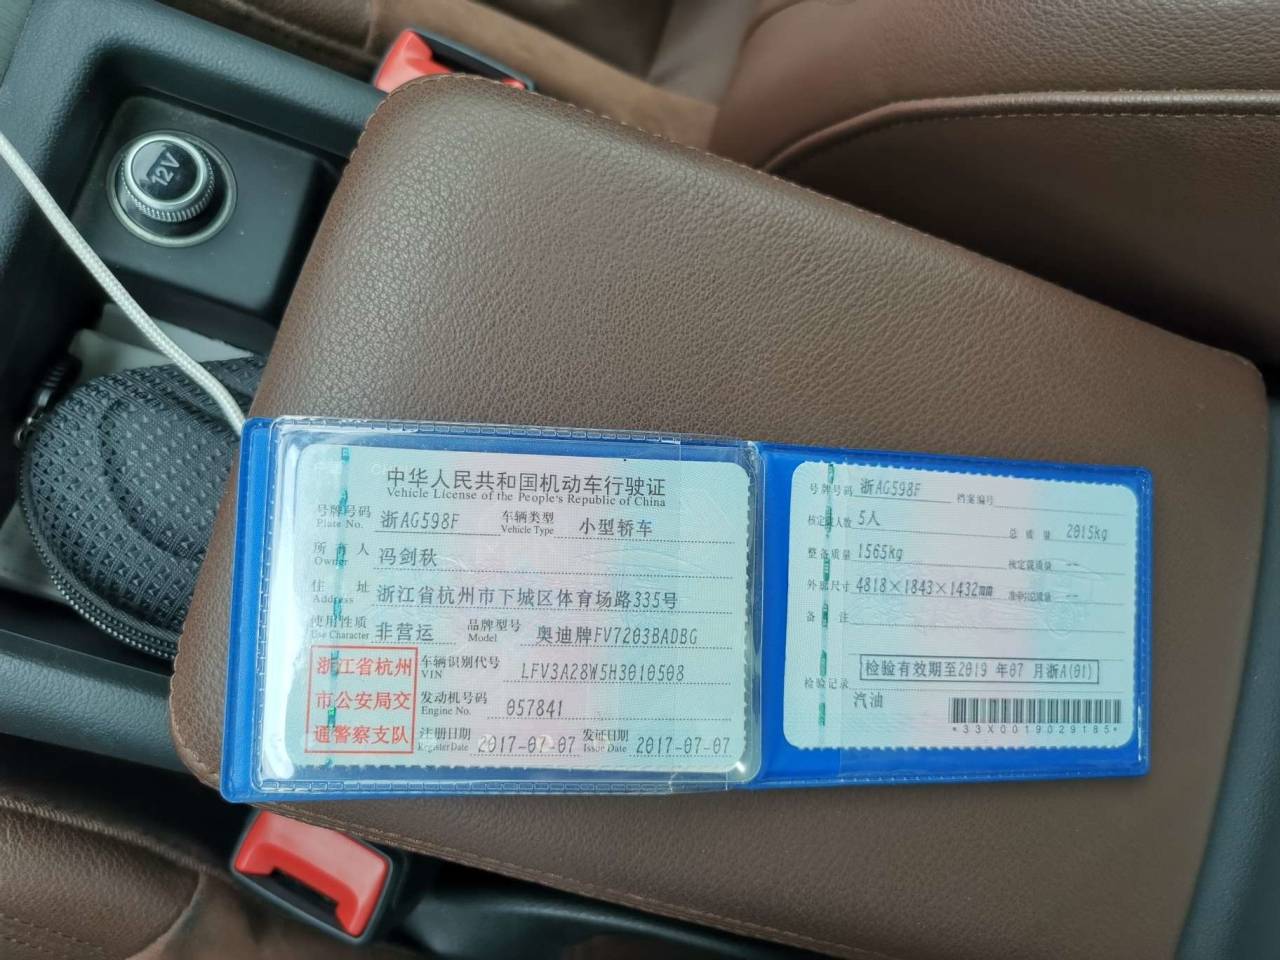 12V
中华人民共和国机动车行驶证
Vehicle License of the People's Republic of China
号牌号码 浙AG598F 车辆类型 小型轿车
Plate No. Vehicle Type
所有人 冯剑秋
Owner
住址 浙江省杭州市下城区体育场路335号
Address
使用性质 非营运 品牌型号 奥迪牌FV7203BADBG
Use Character Model
浙江省杭州
市公安局交
通警察支队
车辆识别代号 LFV3A28W5H3010508
VIN
发动机号码 057841
Engine No.
注册日期 2017-07-07 发证日期 2017-07-07
Register Date Issue Date
号牌号码 浙AG598F 档案编号
核定载人数 5人 总质量 2015kg
整备质量 1565kg 核定载质量 --
外廓尺寸 4818×1843×1432mm 准牵引总质量 --
备注
检验有效期至2019 年07 月浙A(01)
检验记录
汽油
*33X0019029185*